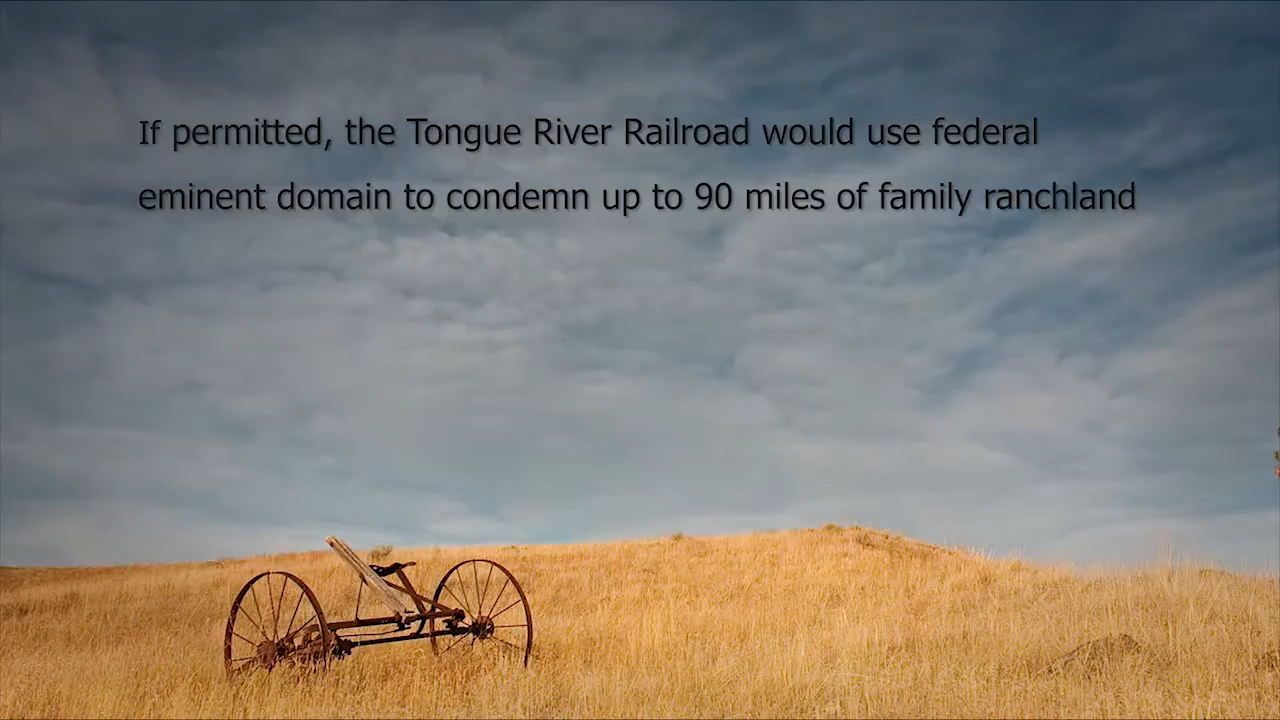 If permitted, the Tongue River Railroad would use federal
eminent domain to condemn up to 90 miles of family ranchland